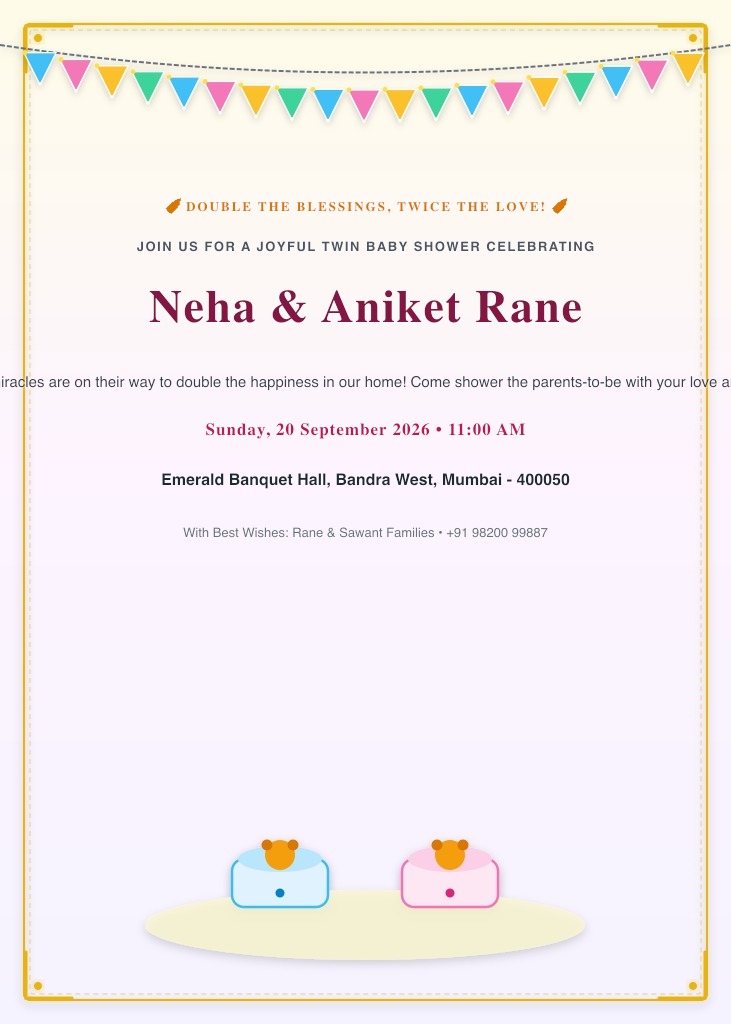 DOUBLE THE BLESSINGS, TWICE THE LOVE!
JOIN US FOR A JOYFUL TWIN BABY SHOWER CELEBRATING
Neha & Aniket Rane
are on their way to double the happiness in our home! Come shower the parents-to-be with your love
Sunday, 20 September 2026 • 11:00 AM
Emerald Banquet Hall, Bandra West, Mumbai - 400050
With Best Wishes: Rane & Sawant Families • +91 98200 99887